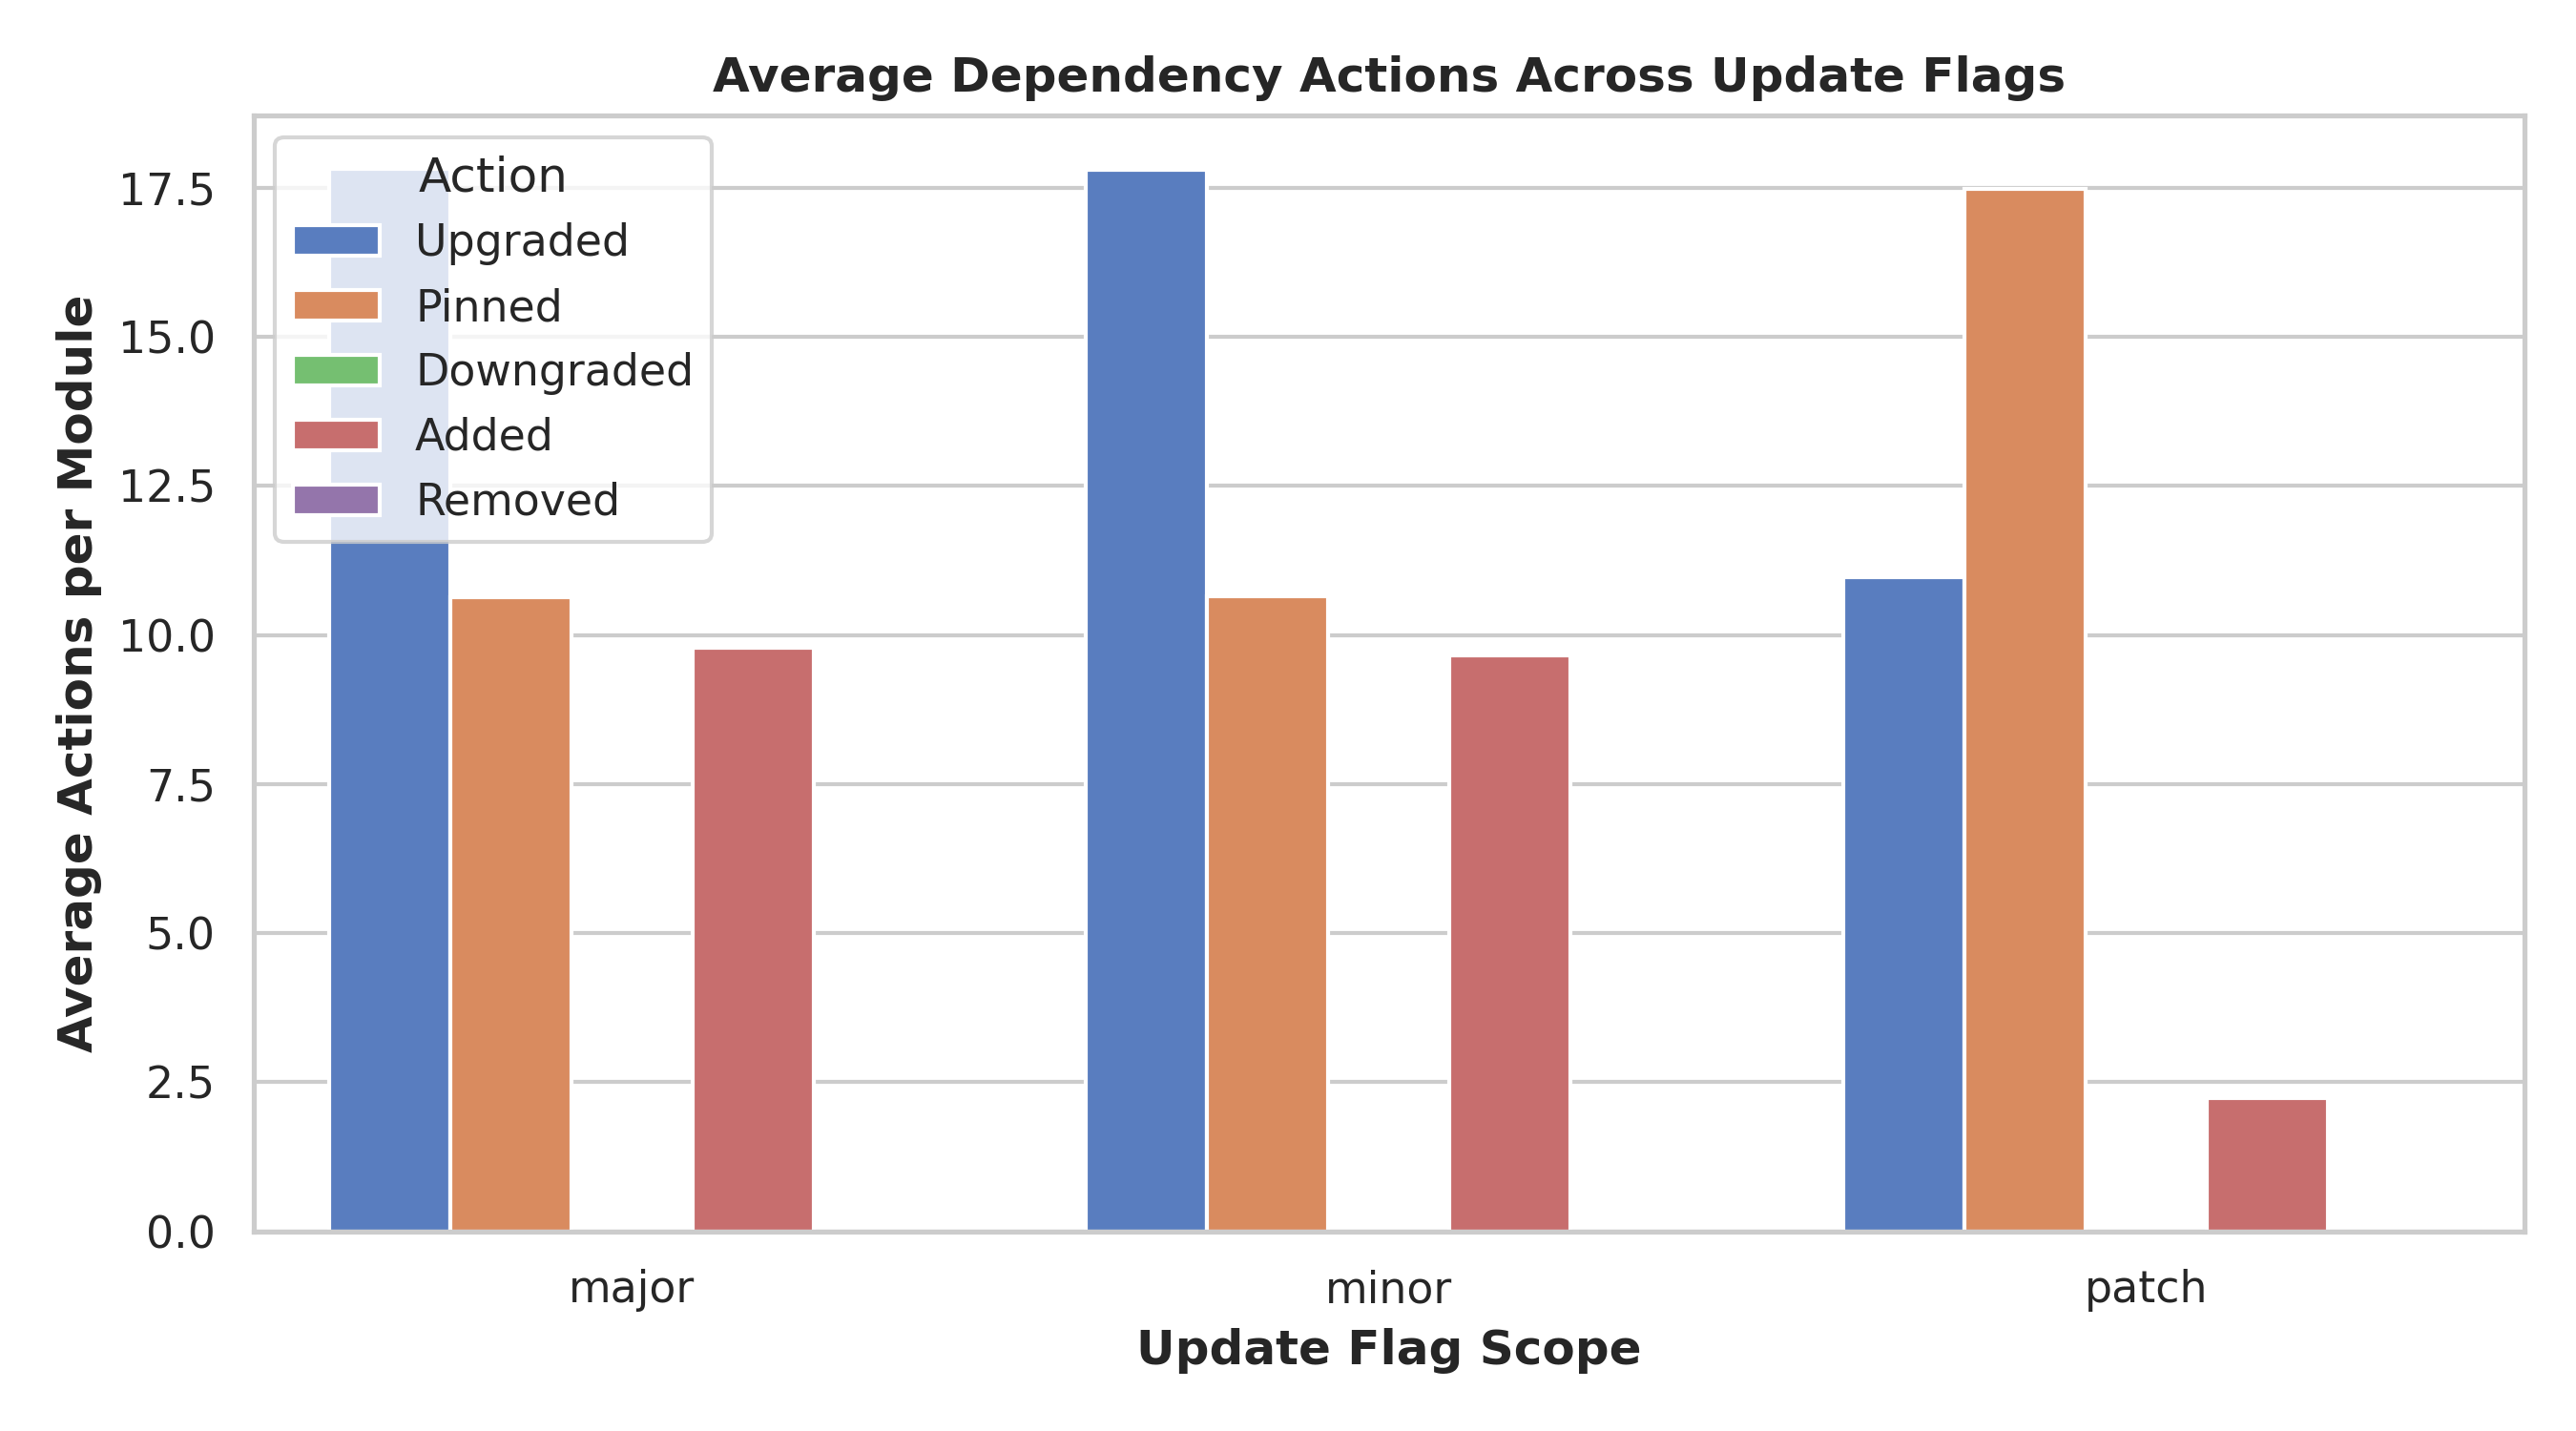 Average Dependency Actions Across Update Flags
Average Actions per Module
17.5
15.0
12.5
10.0
7.5
5.0
2.5
0.0
Action
Upgraded
Pinned
Downgraded
Added
Removed
major
minor
patch
Update Flag Scope